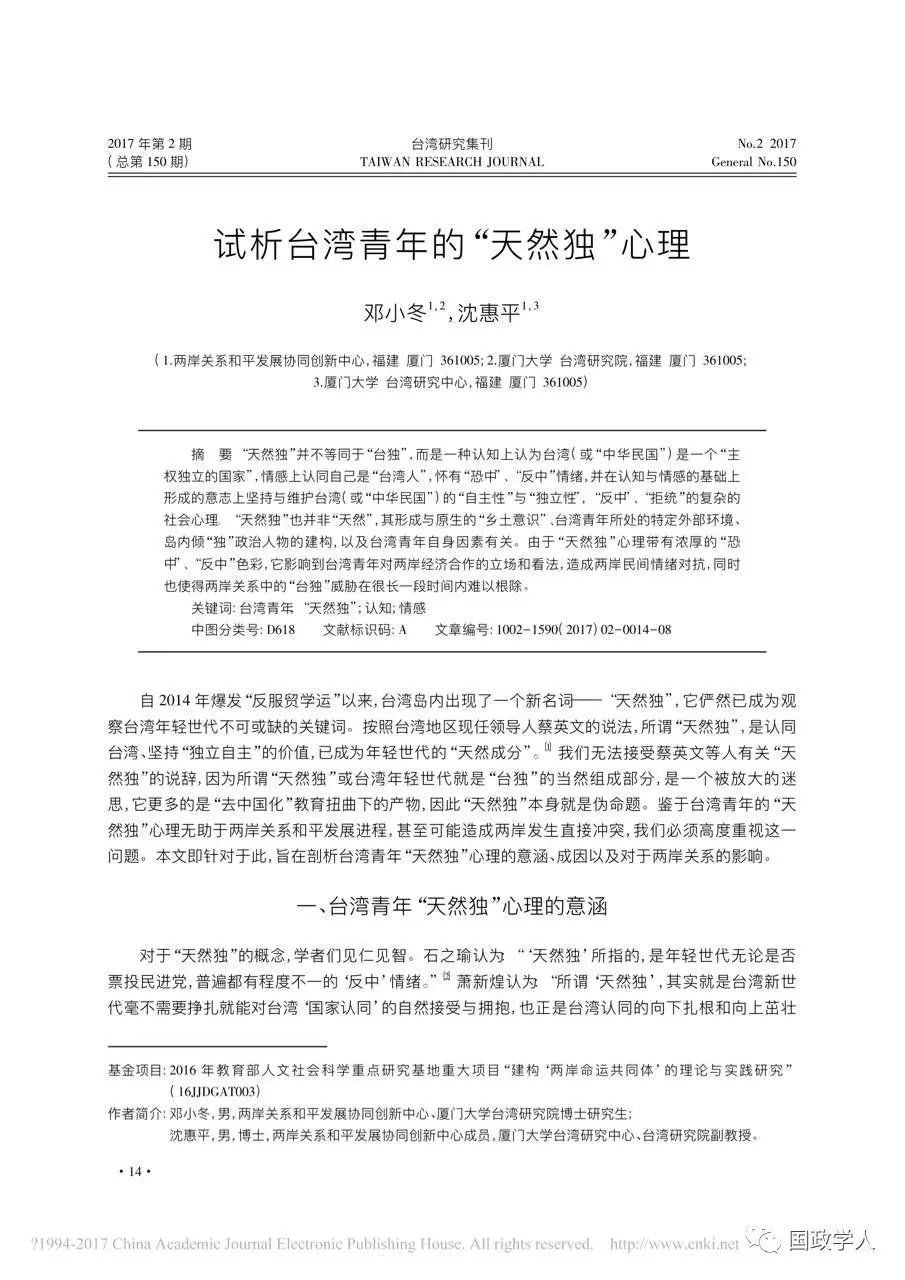 2017 年第 2 期 台湾研究集刊 No.2 2017
( 总第 150 期) TAIWAN RESEARCH JOURNAL General No.150
试析台湾青年的“天然独”心理
邓小冬1,2,沈惠平1,3
( 1.两岸关系和平发展协同创新中心,福建 厦门 361005; 2.厦门大学 台湾研究院,福建 厦门 361005;
3.厦门大学 台湾研究中心,福建 厦门 361005)
摘 要 “天然独”并不等同于“台独”,而是一种认知上认为台湾( 或“中华民国”) 是一个“主
权独立的国家”,情感上认同自己是“台湾人”,怀有“恐中”、“反中”情绪,并在认知与情感的基础上
形成的意志上坚持与维护台湾( 或“中华民国”) 的“自主性”与“独立性”,“反中”、“拒统”的复杂的
社会心理. “天然独”也并非“天然”,其形成与原生的“乡土意识”、台湾青年所处的特定外部环境、
岛内倾“独”政治人物的建构,以及台湾青年自身因素有关。由于“天然独”心理带有浓厚的“恐
中”、“反中”色彩,它影响到台湾青年对两岸经济合作的立场和看法,造成两岸民间情绪对抗,同时
也使得两岸关系中的“台独”威胁在很长一段时间内难以根除。
关键词: 台湾青年 “天然独”; 认知; 情感
中图分类号: D618 文献标识码: A 文章编号: 1002-1590( 2017) 02-0014-08
自 2014 年爆发“反服贸学运”以来,台湾岛内出现了一个新名词——“天然独”,它俨然已成为观
察台湾年轻世代不可或缺的关键词。按照台湾地区现任领导人蔡英文的说法,所谓“天然独”,是认同
台湾、坚持“独立自主”的价值,已成为年轻世代的“天然成分”。[1] 我们无法接受蔡英文等人有关“天
然独”的说辞,因为所谓“天然独”或台湾年轻世代就是“台独”的当然组成部分,是一个被放大的迷
思,它更多的是“去中国化”教育扭曲下的产物,因此“天然独”本身就是伪命题。鉴于台湾青年的“天
然独”心理无助于两岸关系和平发展进程,甚至可能造成两岸发生直接冲突,我们必须高度重视这一
问题。本文即针对于此,旨在剖析台湾青年“天然独”心理的意涵、成因以及对于两岸关系的影响。
一、台湾青年“天然独”心理的意涵
对于“天然独”的概念,学者们见仁见智。石之瑜认为 “‘天然独’所指的,是年轻世代无论是否
票投民进党,普遍都有程度不一的‘反中’情绪。”[2] 萧新煌认为 “所谓‘天然独’,其实就是台湾新世
代毫不需要挣扎就能对台湾‘国家认同’的自然接受与拥抱,也正是台湾认同的向下扎根和向上茁壮
基金项目: 2016 年教育部人文社会科学重点研究基地重大项目“建构‘两岸命运共同体’的理论与实践研究”
( 16JJDGAT003)
作者简介: 邓小冬,男,两岸关系和平发展协同创新中心、厦门大学台湾研究院博士研究生;
沈惠平,男,博士,两岸关系和平发展协同创新中心成员,厦门大学台湾研究中心、台湾研究院副教授。
· 14 ·
?1994-2017 China Academic Journal Electronic Publishing House. All rights reserved. http://www.cnki.net
国政学人